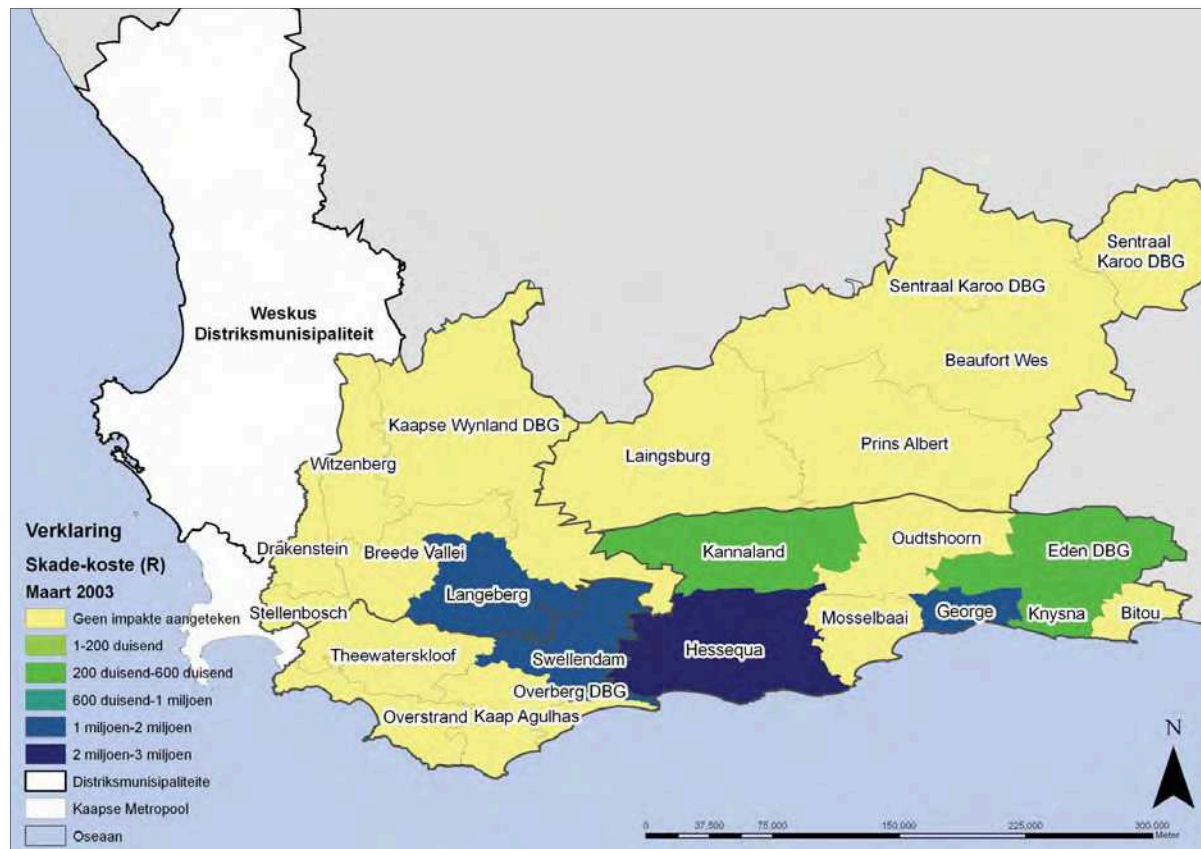 Sentraal
Karoo DBG
Sentraal Karoo DBG
Weskus
Distriksmunisipaliteit
Beaufort Wes
Kaapse Wynland DBG
Prins Albert
Laingsburg
Witzenberg
Oudtshoorn
Kannaland
Eden DBG
Drakenstein
Breede Vallei
Langeberg
Stellenbosch
George
Knysna
Bitou
Mosselbaai
Hessequa
Theewaterskloof
Swellendam
Overberg DBG
Overstrand
Kaap Agulhas
Verklaring
Skade-koste (R)
Maart 2003
Geen impakte aangeteken
1-200 duisend
200 duisend-600 duisend
600 duisend-1 miljoen
1 miljoen-2 miljoen
2 miljoen-3 miljoen
Distriksmunisipaliteite
Kaapse Metropool
Oseaan
N
0 37,500 75,000 150,000 225,000 300,000
Meter